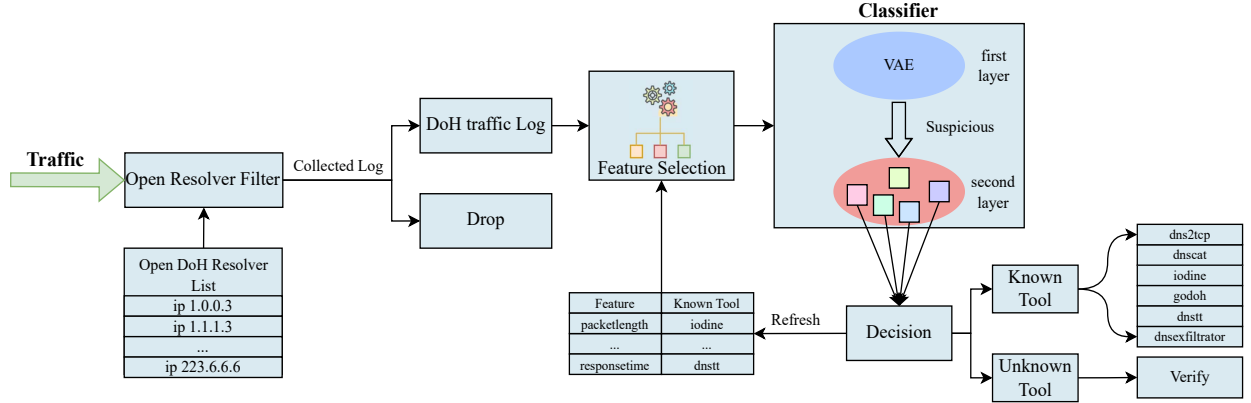 Traffic
Open Resolver Filter
Open DoH Resolver
List
ip 1.0.0.3
ip 1.1.1.3
...
ip 223.6.6.6
Collected Log
DoH traffic Log
Drop
Feature Selection
Classifier
VAE
first
layer
Suspicious
second
layer
Feature Known Tool
packetlength iodine
... ...
responsetime dnstt
Refresh
Decision
Known
Tool
Unknown
Tool
dns2tcp
dnscat
iodine
godoh
dnstt
dnsexfiltrator
Verify